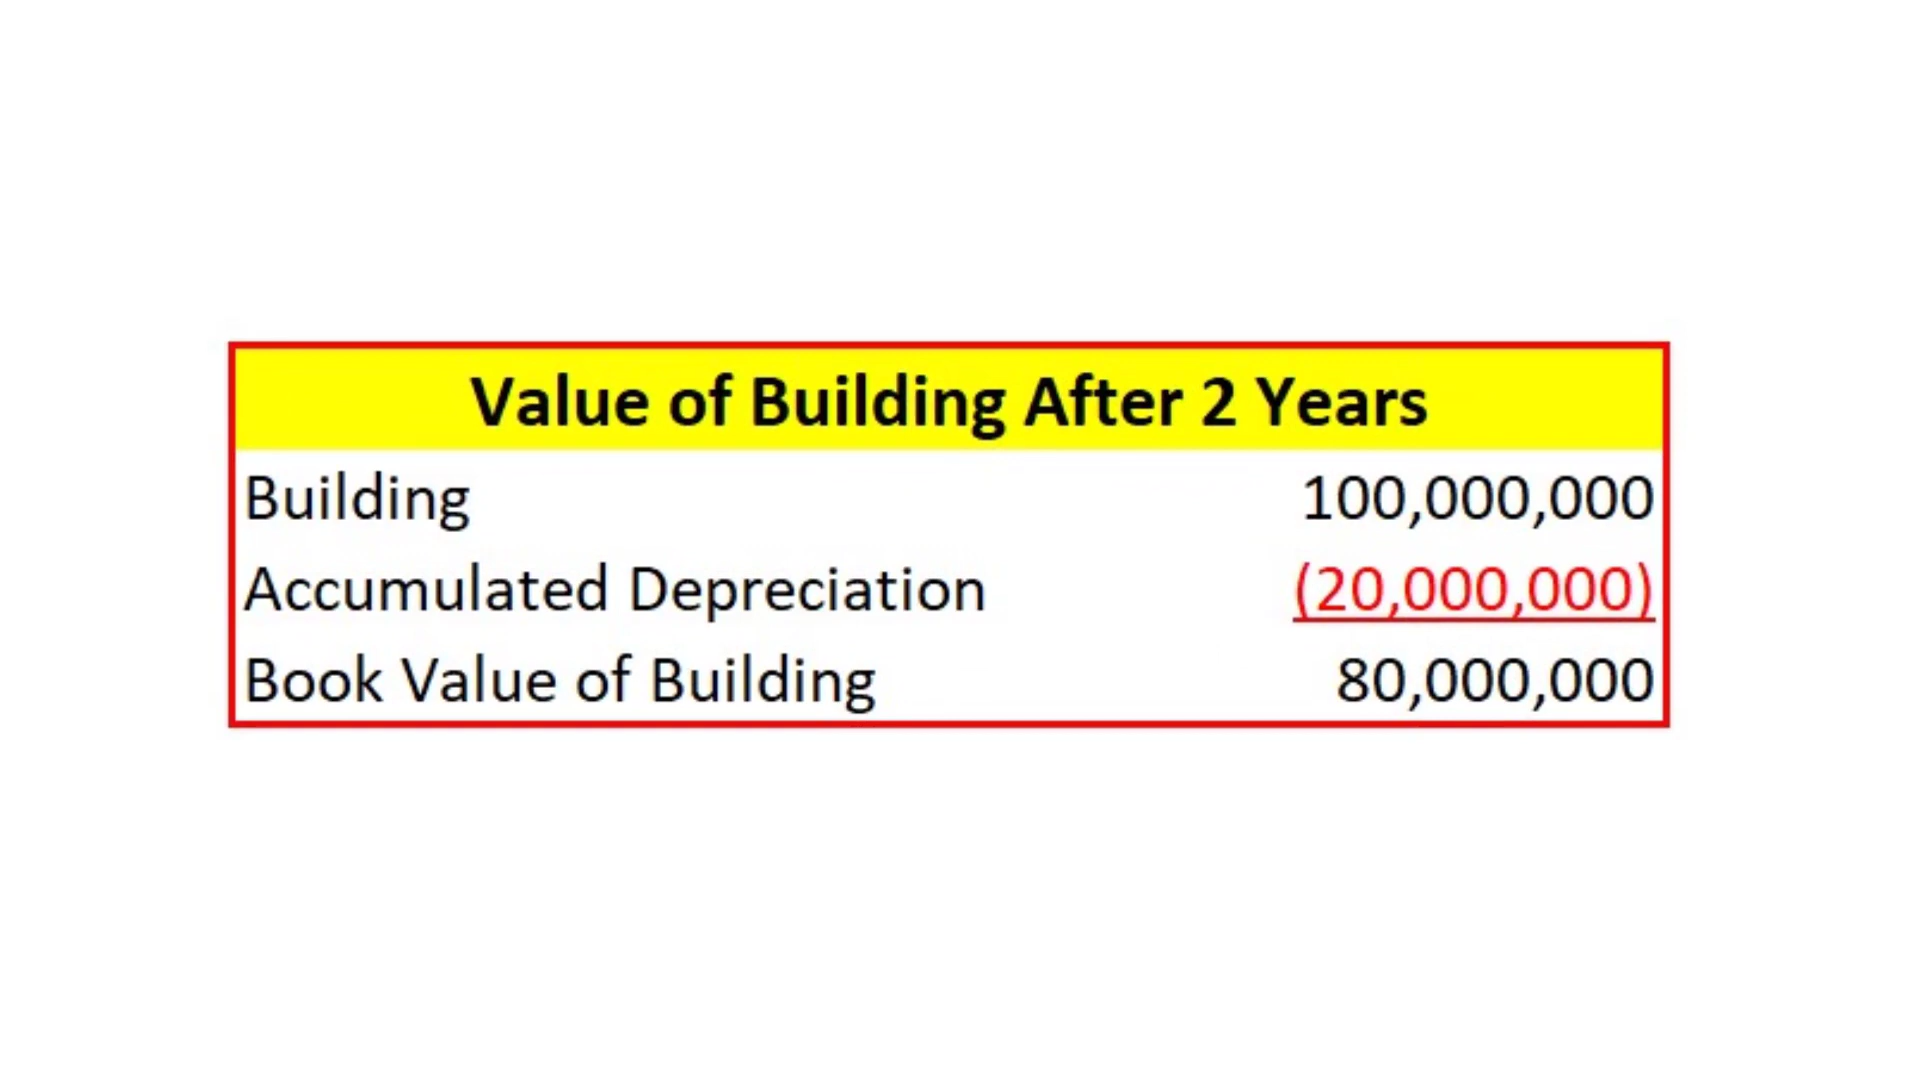 Value of Building After 2 Years
Building 100,000,000
Accumulated Depreciation (20,000,000)
Book Value of Building 80,000,000